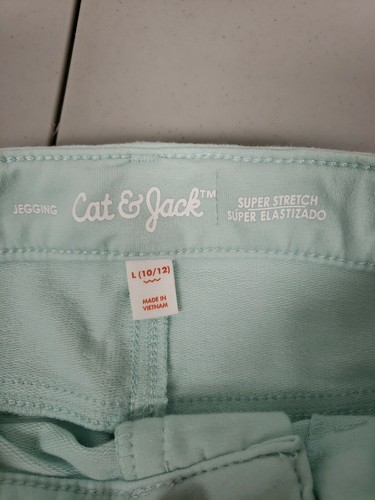 JEGGING
Cat & Jack™
SUPER STRETCH
SÚPER ELASTIZADO
L (10/12)
MADE IN
VIETNAM